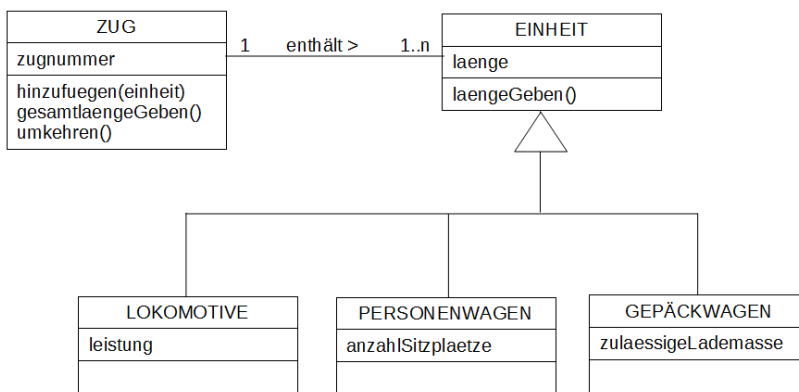 ZUG
zugnummer
hinzufuegen(einheit)
gesamtlaengeGeben()
umkehren()
1 enthält > 1..n
EINHEIT
laenge
laengeGeben()
LOKOMOTIVE
leistung
PERSONENWAGEN
anzahlSitzplaetze
GEPÄCKWAGEN
zulaessigeLademasse